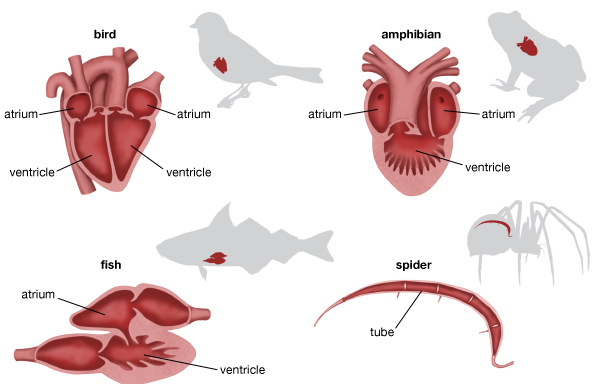 bird
amphibian
atrium
atrium
atrium
atrium
ventricle
ventricle
ventricle
fish
spider
atrium
tube
ventricle